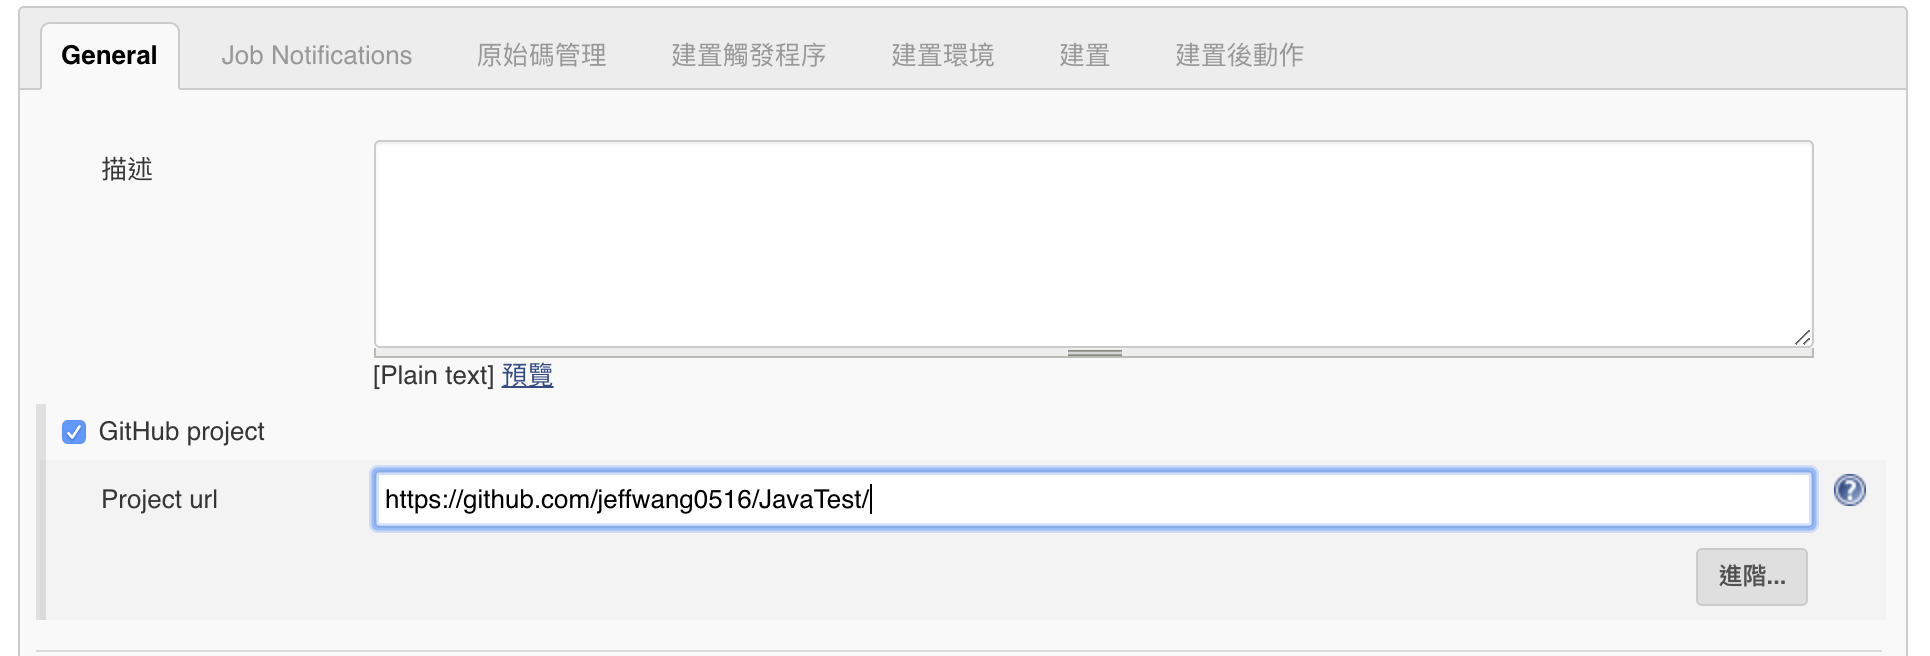 General Job Notifications 原始碼管理 建置觸發程序 建置環境 建置 建置後動作
描述
[Plain text] 預覽
GitHub project
Project url https://github.com/jeffwang0516/JavaTest/
進階...